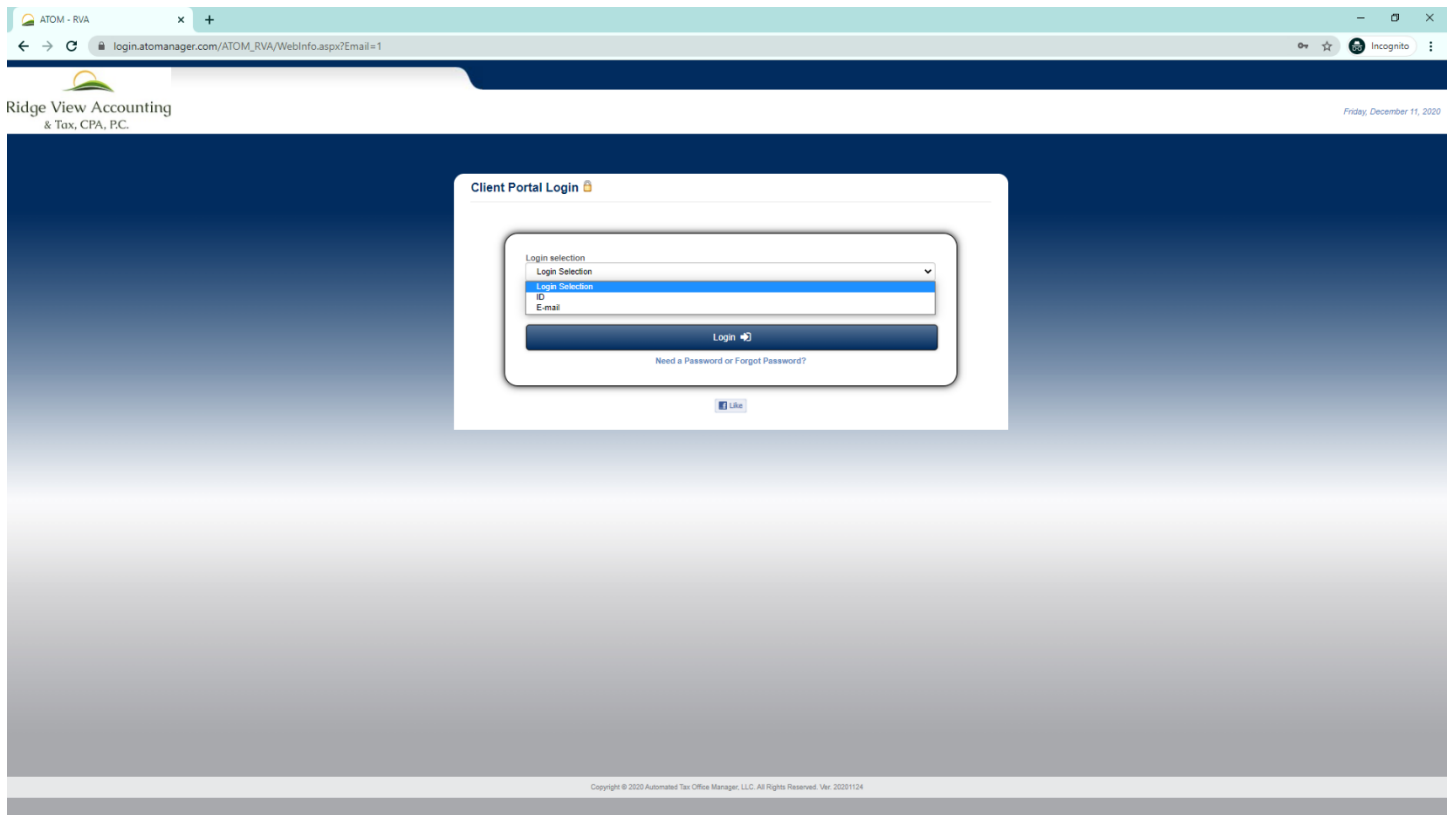 ATOM - RVA
login.atomanager.com/ATOM_RVA/WebInfo.aspx?Email=1
Incognito
Ridge View Accounting
& Tax, CPA, P.C.
Friday, December 11, 2020
Client Portal Login
Login selection
Login Selection
Login Selection
ID
E-mail
Login
Need a Password or Forgot Password?
Like
Copyright © 2020 Automated Tax Office Manager, LLC. All Rights Reserved. Ver. 20201124